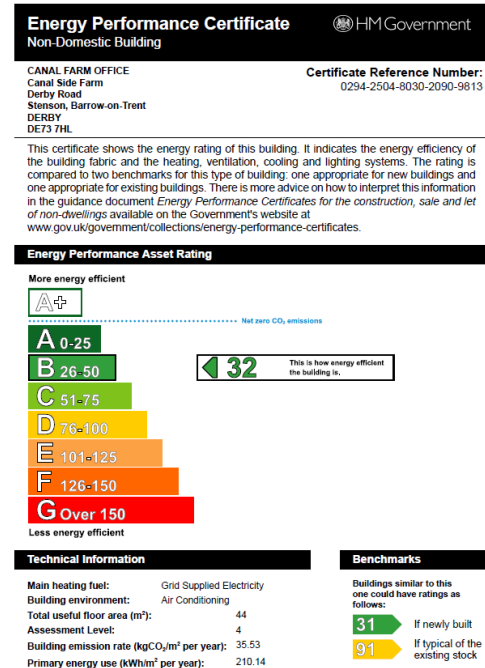 Energy Performance Certificate
Non-Domestic Building
HM Government
CANAL FARM OFFICE
Canal Side Farm
Derby Road
Stenson, Barrow-on-Trent
DERBY
DE73 7HL
Certificate Reference Number:
0294-2504-8030-2090-9813
This certificate shows the energy rating of this building. It indicates the energy efficiency of
the building fabric and the heating, ventilation, cooling and lighting systems. The rating is
compared to two benchmarks for this type of building: one appropriate for new buildings and
one appropriate for existing buildings. There is more advice on how to interpret this information
in the guidance document Energy Performance Certificates for the construction, sale and let
of non-dwellings available on the Government's website at
www.gov.uk/government/collections/energy-performance-certificates.
Energy Performance Asset Rating
More energy efficient
A+
Net zero CO₂ emissions
A 0-25
B 26-50
32
This is how energy efficient
the building is.
C 51-75
D 76-100
E 101-125
F 126-150
G Over 150
Less energy efficient
Technical Information
Main heating fuel: Grid Supplied Electricity
Building environment: Air Conditioning
Total useful floor area (m²): 44
Assessment Level: 4
Building emission rate (kgCO₂/m² per year): 35.53
Primary energy use (kWh/m² per year): 210.14
Benchmarks
Buildings similar to this
one could have ratings as
follows:
31 If newly built
91 If typical of the
existing stock